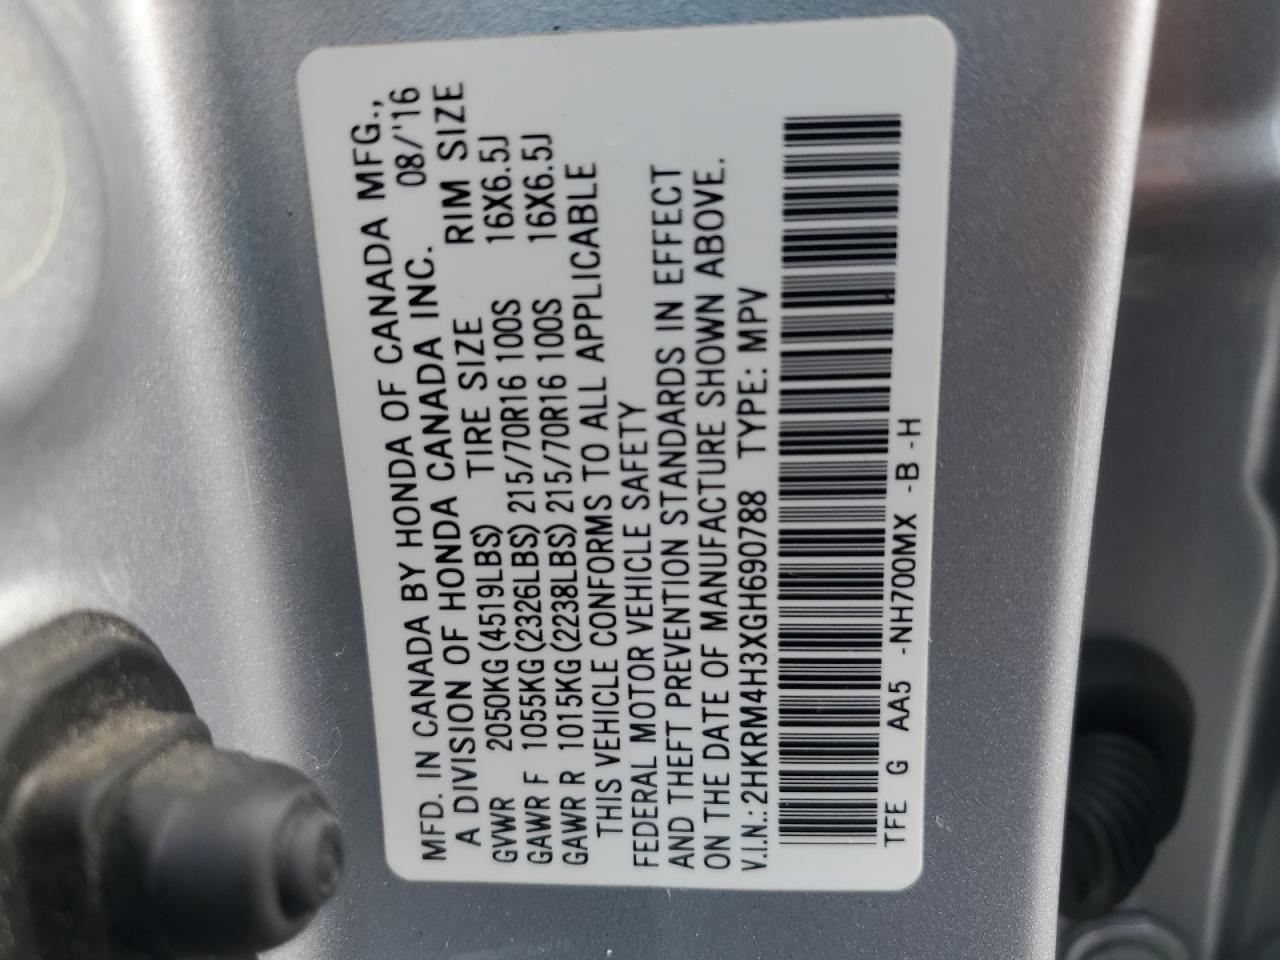 MFD. IN CANADA BY HONDA OF CANADA MFG.,
A DIVISION OF HONDA CANADA INC. 08/'16
TIRE SIZE RIM SIZE
GVWR 2050KG(4519LBS)
GAWR F 1055KG(2326LBS) 215/70R16 100S 16X6.5J
GAWR R 1015KG(2238LBS) 215/70R16 100S 16X6.5J
THIS VEHICLE CONFORMS TO ALL APPLICABLE
FEDERAL MOTOR VEHICLE SAFETY
AND THEFT PREVENTION STANDARDS IN EFFECT
ON THE DATE OF MANUFACTURE SHOWN ABOVE.
V.I.N.: 2HKRM4H3XGH690788 TYPE: MPV
TFE G AA5 -NH700MX -B -H